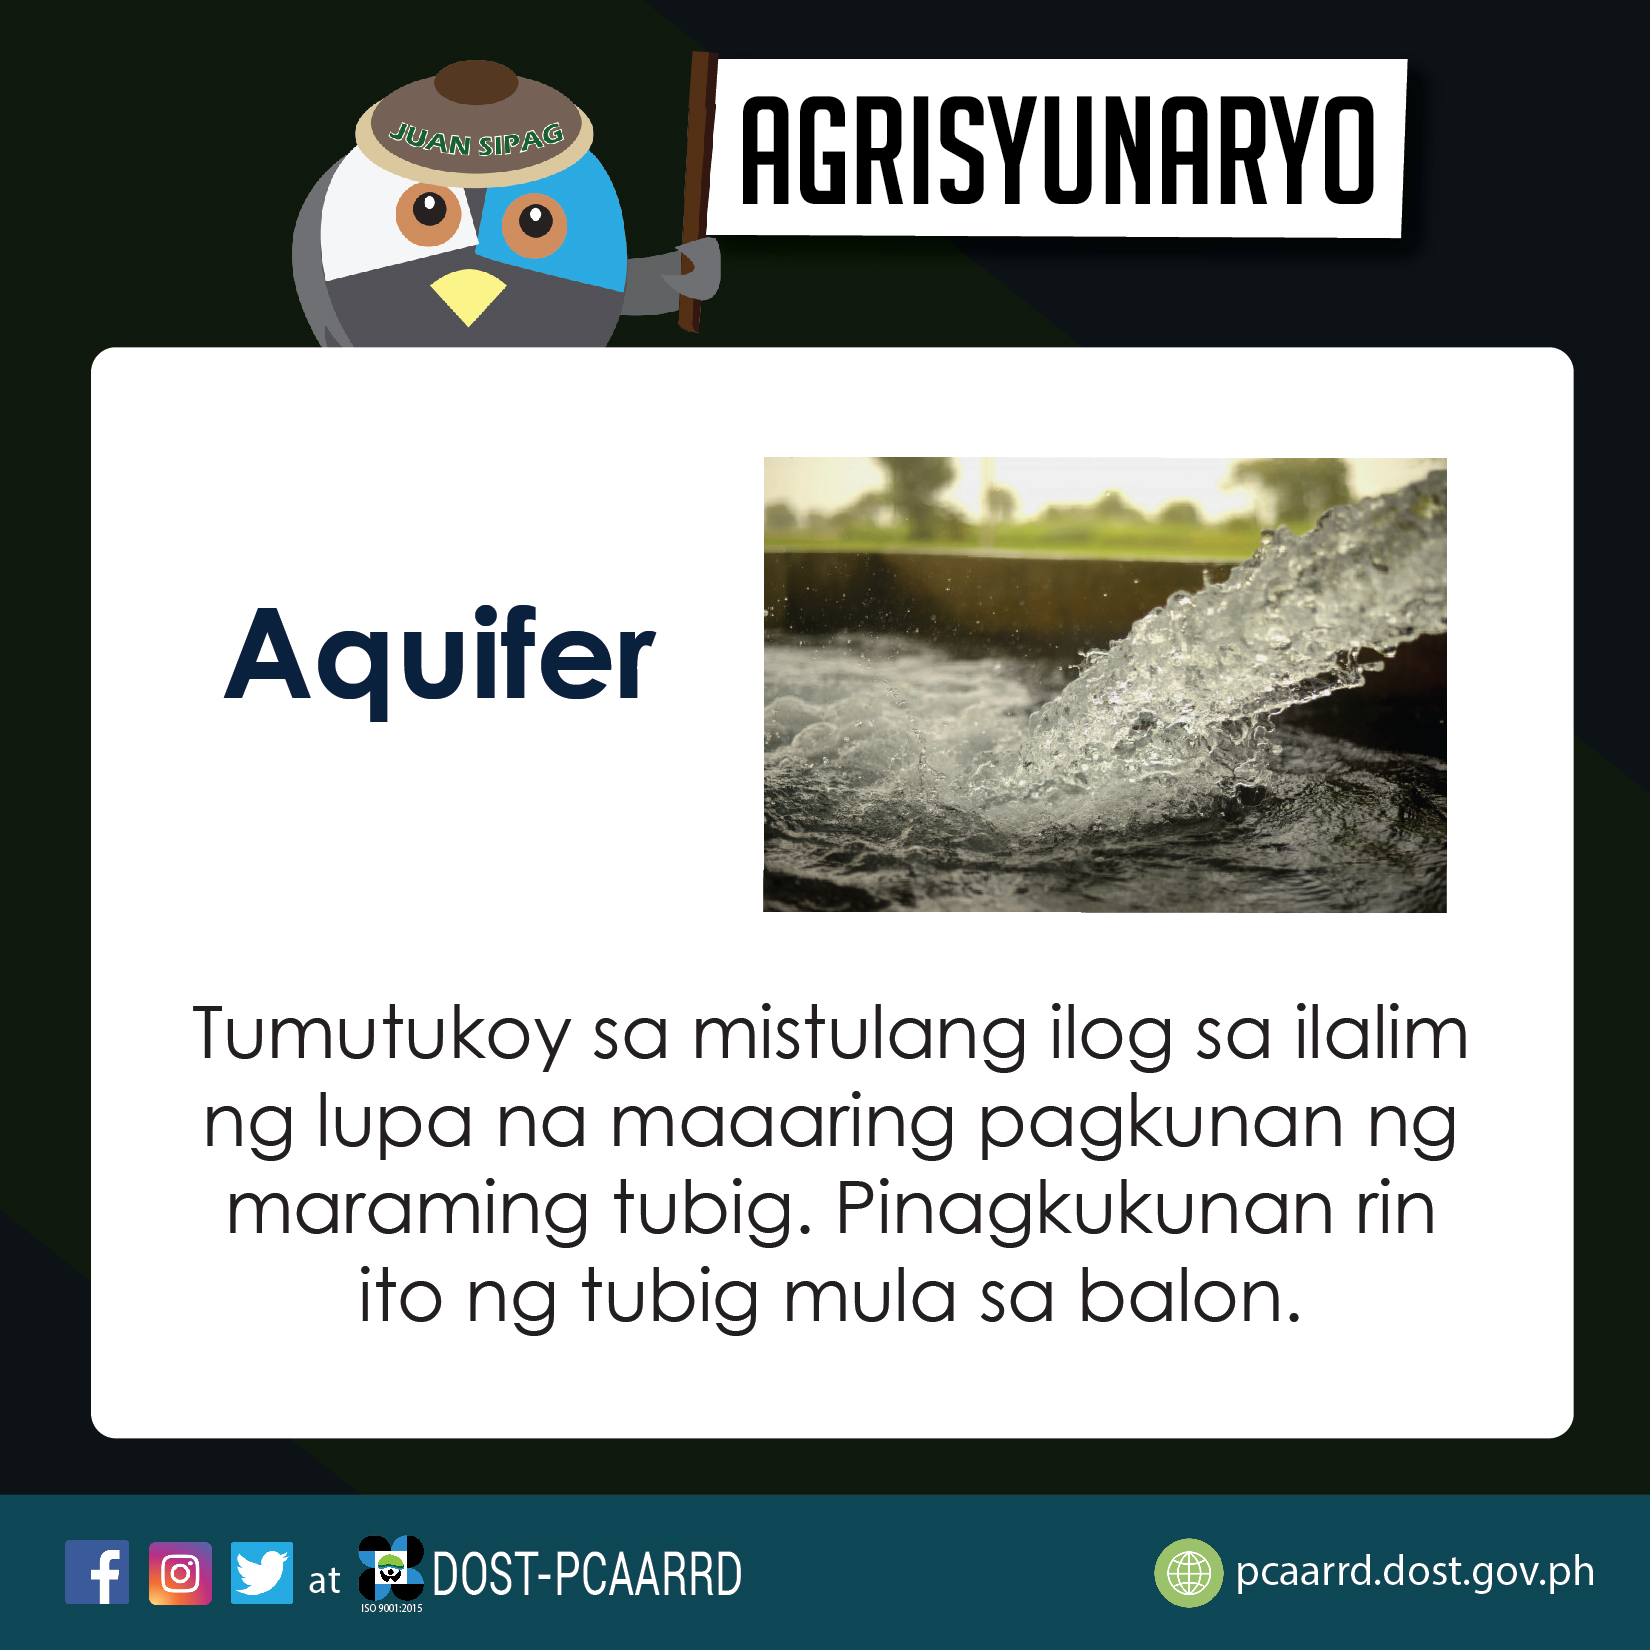 JUAN SIPAG
AGRISYUNARYO
Aquifer
Tumutukoy sa mistulang ilog sa ilalim
ng lupa na maaaring pagkunan ng
maraming tubig. Pinagkukunan rin
ito ng tubig mula sa balon.
at DOST-PCAARRD
ISO 9001:2015
pcaarrd.dost.gov.ph